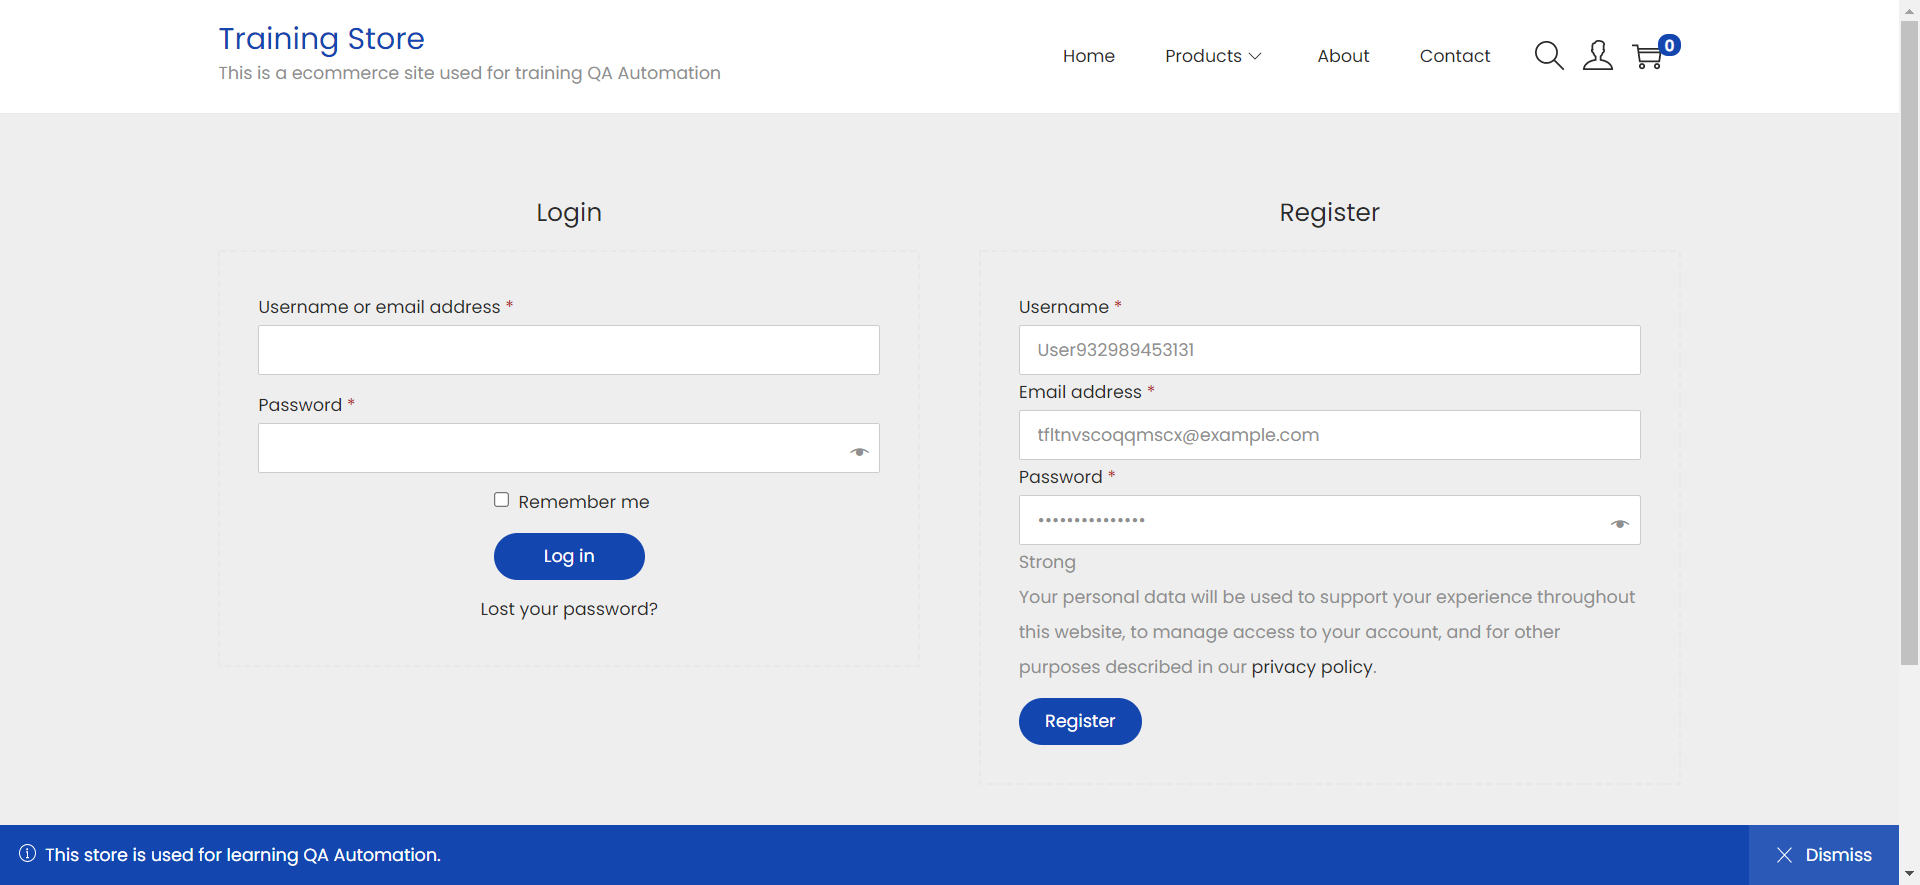 Training Store
This is a ecommerce site used for training QA Automation
Home
Products
About
Contact
0
Login
Username or email address *
Password *
Remember me
Log in
Lost your password?
Register
Username *
User932989453131
Email address *
tfltnvscoqqmscx@example.com
Password *
•••••••••••••••
Strong
Your personal data will be used to support your experience throughout
this website, to manage access to your account, and for other
purposes described in our privacy policy.
Register
This store is used for learning QA Automation.
Dismiss